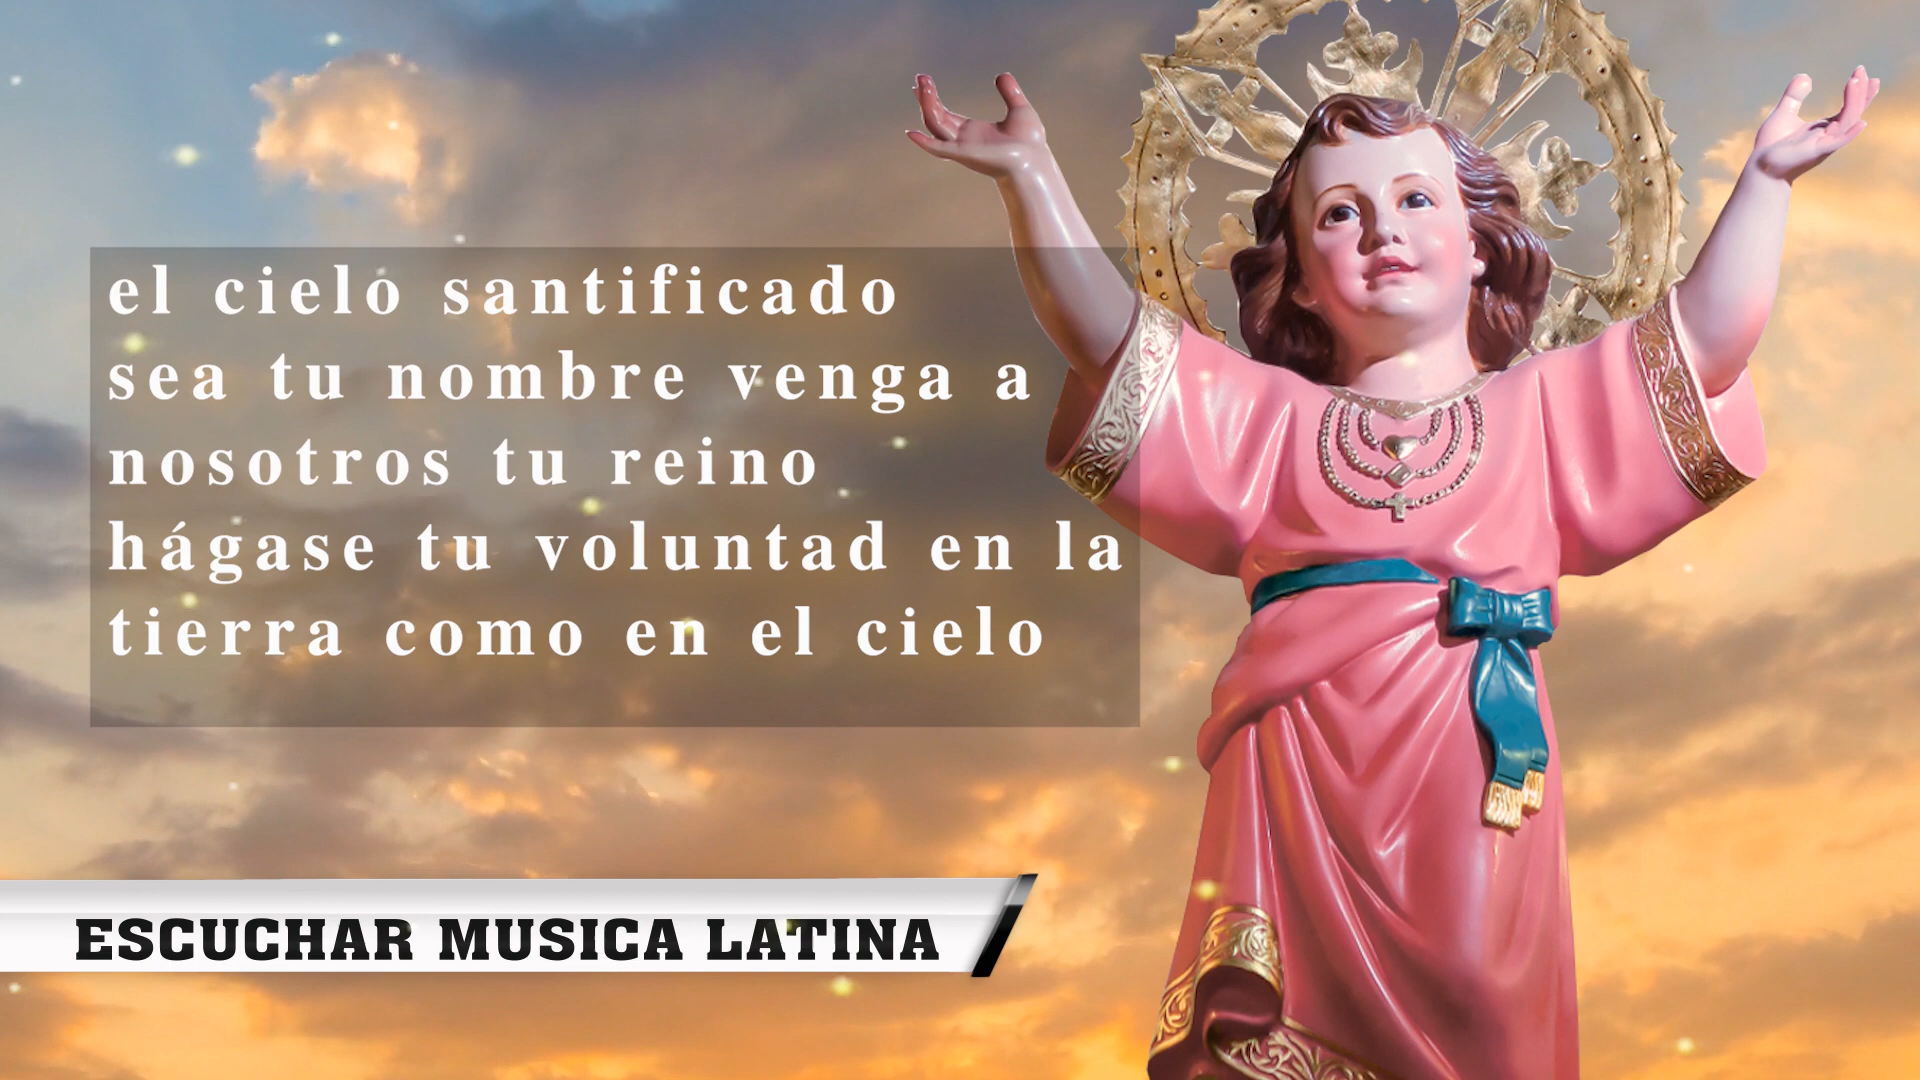 el cielo santificado
sea tu nombre venga a
nosotros tu reino
hágase tu voluntad en la
tierra como en el cielo
ESCUCHAR MUSICA LATINA